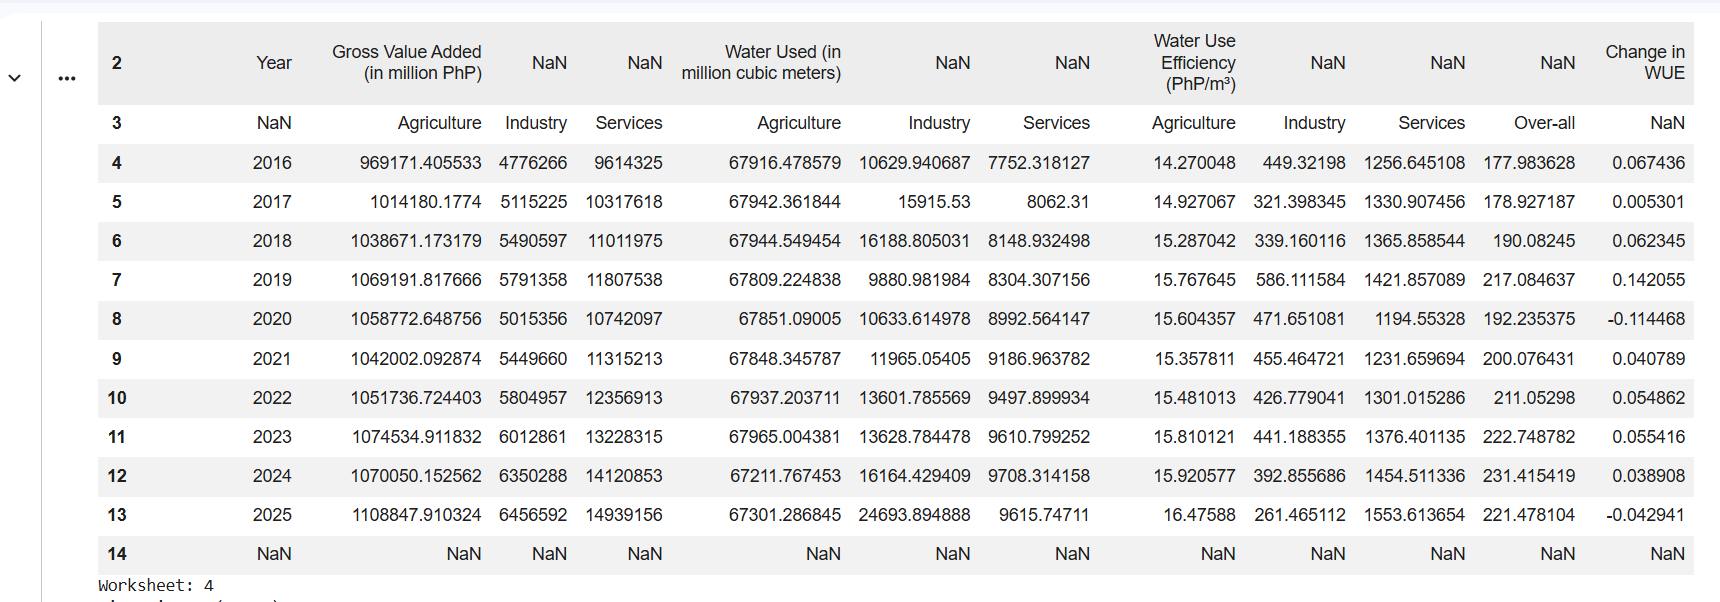 2 Year Gross Value Added (in million PhP) NaN NaN Water Used (in million cubic meters) NaN NaN Water Use Efficiency (PhP/m³) NaN NaN NaN Change in WUE
3 NaN Agriculture Industry Services Agriculture Industry Services Agriculture Industry Services Over-all NaN
4 2016 969171.405533 4776266 9614325 67916.478579 10629.940687 7752.318127 14.270048 449.32198 1256.645108 177.983628 0.067436
5 2017 1014180.1774 5115225 10317618 67942.361844 15915.53 8062.31 14.927067 321.398345 1330.907456 178.927187 0.005301
6 2018 1038671.173179 5490597 11011975 67944.549454 16188.805031 8148.932498 15.287042 339.160116 1365.858544 190.08245 0.062345
7 2019 1069191.817666 5791358 11807538 67809.224838 9880.981984 8304.307156 15.767645 586.111584 1421.857089 217.084637 0.142055
8 2020 1058772.648756 5015356 10742097 67851.09005 10633.614978 8992.564147 15.604357 471.651081 1194.55328 192.235375 -0.114468
9 2021 1042002.092874 5449660 11315213 67848.345787 11965.05405 9186.963782 15.357811 455.464721 1231.659694 200.076431 0.040789
10 2022 1051736.724403 5804957 12356913 67937.203711 13601.785569 9497.899934 15.481013 426.779041 1301.015286 211.05298 0.054862
11 2023 1074534.911832 6012861 13228315 67965.004381 13628.784478 9610.799252 15.810121 441.188355 1376.401135 222.748782 0.055416
12 2024 1070050.152562 6350288 14120853 67211.767453 16164.429409 9708.314158 15.920577 392.855686 1454.511336 231.415419 0.038908
13 2025 1108847.910324 6456592 14939156 67301.286845 24693.894888 9615.74711 16.47588 261.465112 1553.613654 221.478104 -0.042941
14 NaN NaN NaN NaN NaN NaN NaN NaN NaN NaN NaN NaN
Worksheet: 4